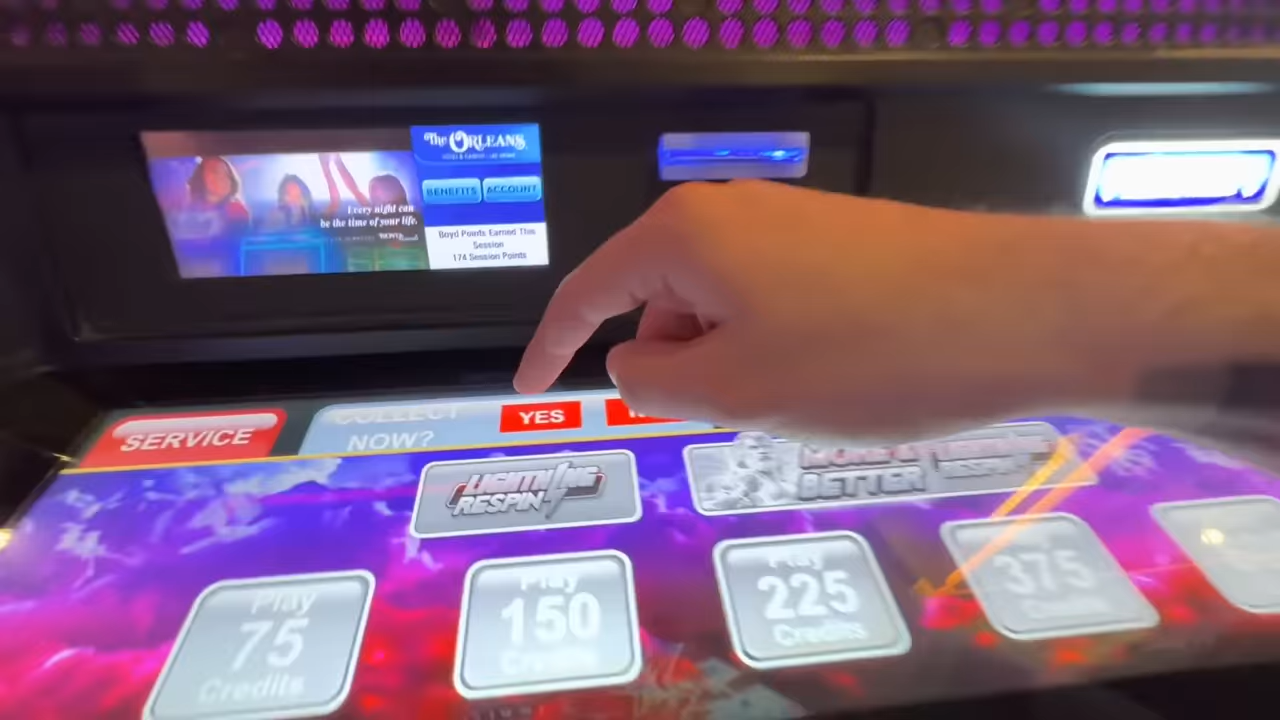 The ORLEANS
BENEFITS ACCOUNT
Every night can
be the time of your life.
Boyd Points Earned This
Session
174 Session Points
SERVICE
COLLECT
NOW?
YES
LIGHTNING
RESPIN
BETTER
RESPIN
Play
75
Credits
Play
150
Credits
Play
225
Credits
375
Credits